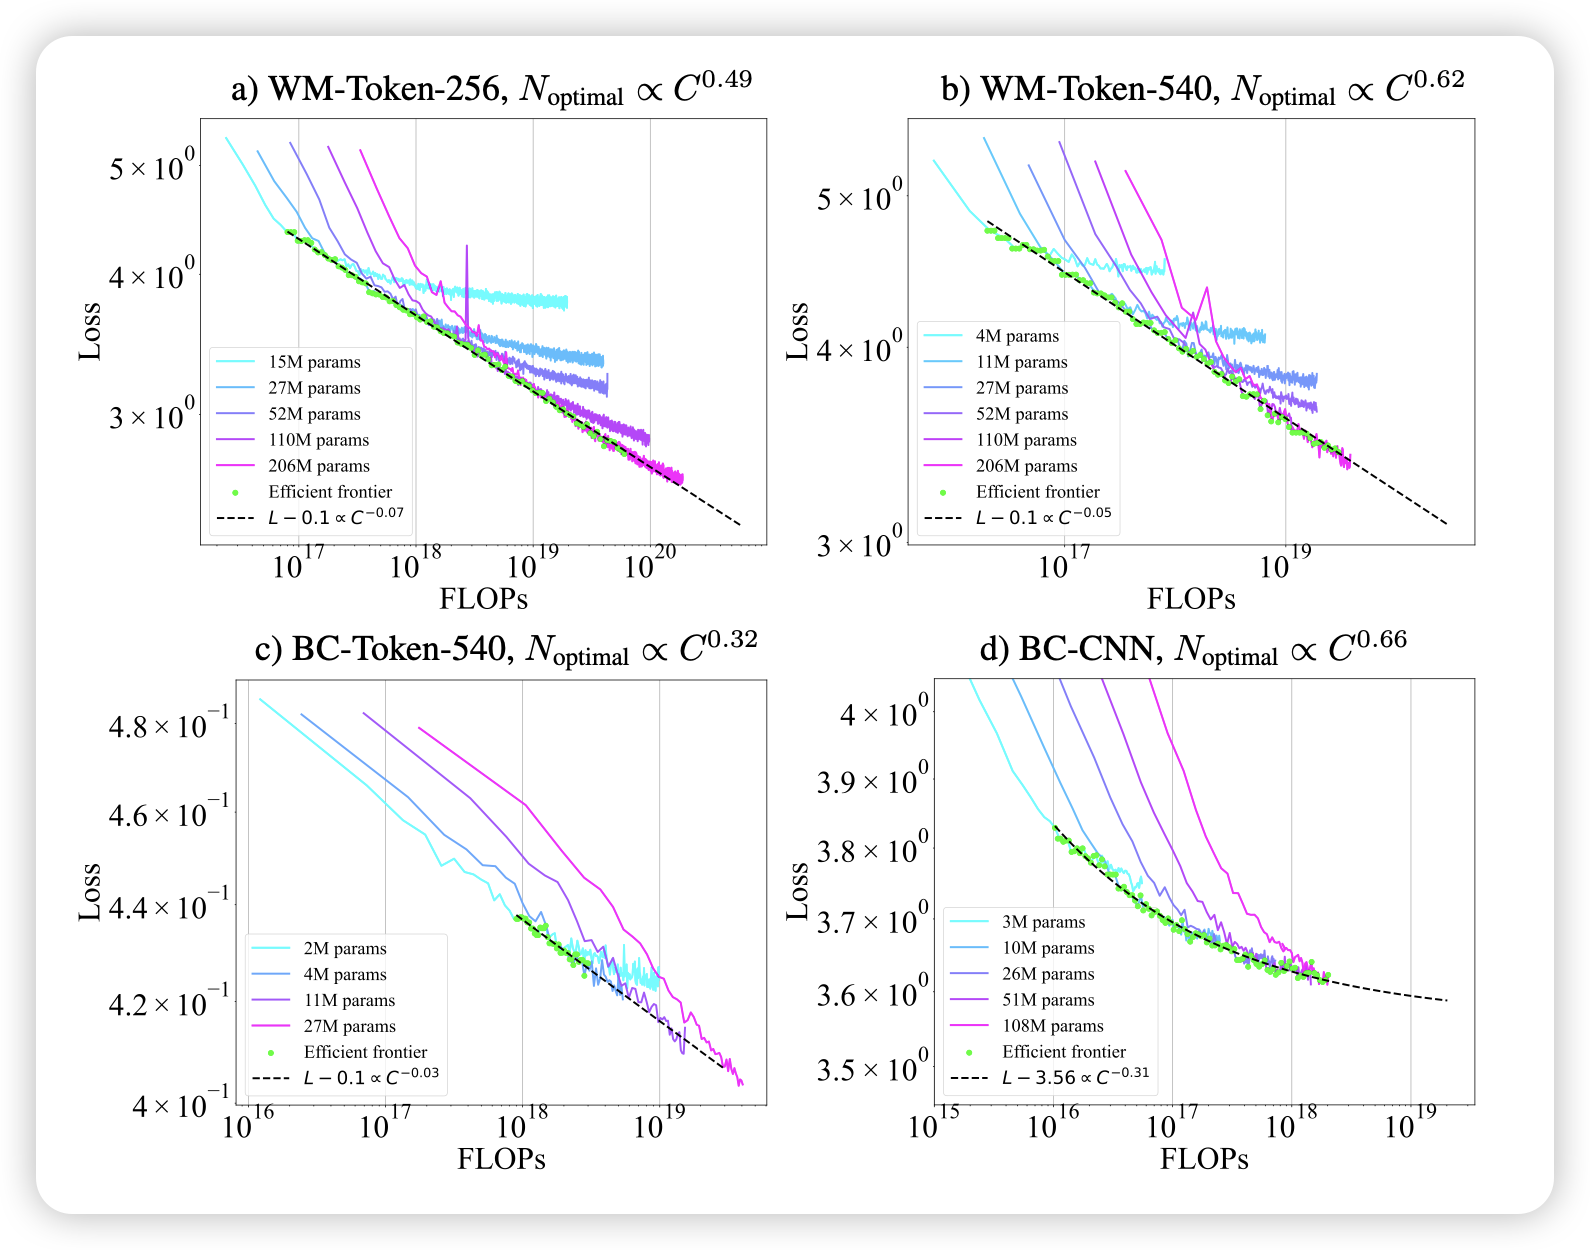 a) WM-Token-256, N_optimal ∝ C^0.49
5 × 10^0
4 × 10^0
3 × 10^0
Loss
15M params
27M params
52M params
110M params
206M params
Efficient frontier
L − 0.1 ∝ C^−0.07
10^17 10^18 10^19 10^20
FLOPs
b) WM-Token-540, N_optimal ∝ C^0.62
5 × 10^0
4 × 10^0
3 × 10^0
Loss
4M params
11M params
27M params
52M params
110M params
206M params
Efficient frontier
L − 0.1 ∝ C^−0.05
10^17 10^19
FLOPs
c) BC-Token-540, N_optimal ∝ C^0.32
4.8 × 10^−1
4.6 × 10^−1
4.4 × 10^−1
4.2 × 10^−1
4 × 10^−1
Loss
2M params
4M params
11M params
27M params
Efficient frontier
L − 0.1 ∝ C^−0.03
10^16 10^17 10^18 10^19
FLOPs
d) BC-CNN, N_optimal ∝ C^0.66
4 × 10^0
3.9 × 10^0
3.8 × 10^0
3.7 × 10^0
3.6 × 10^0
3.5 × 10^0
Loss
3M params
10M params
26M params
51M params
108M params
Efficient frontier
L − 3.56 ∝ C^−0.31
10^15 10^16 10^17 10^18 10^19
FLOPs